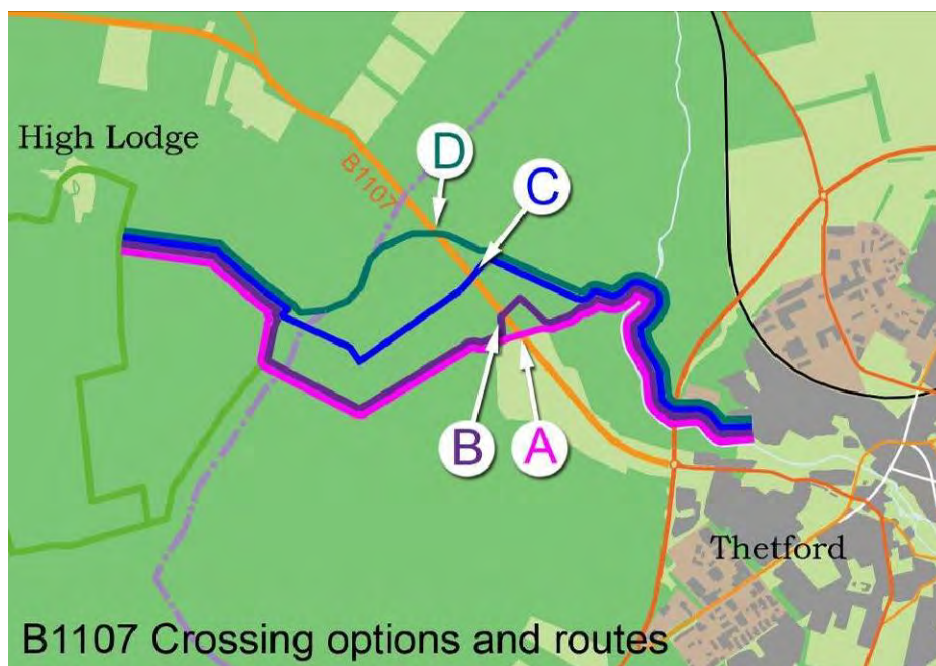 High Lodge
B1107
D
C
B
A
Thetford
B1107 Crossing options and routes